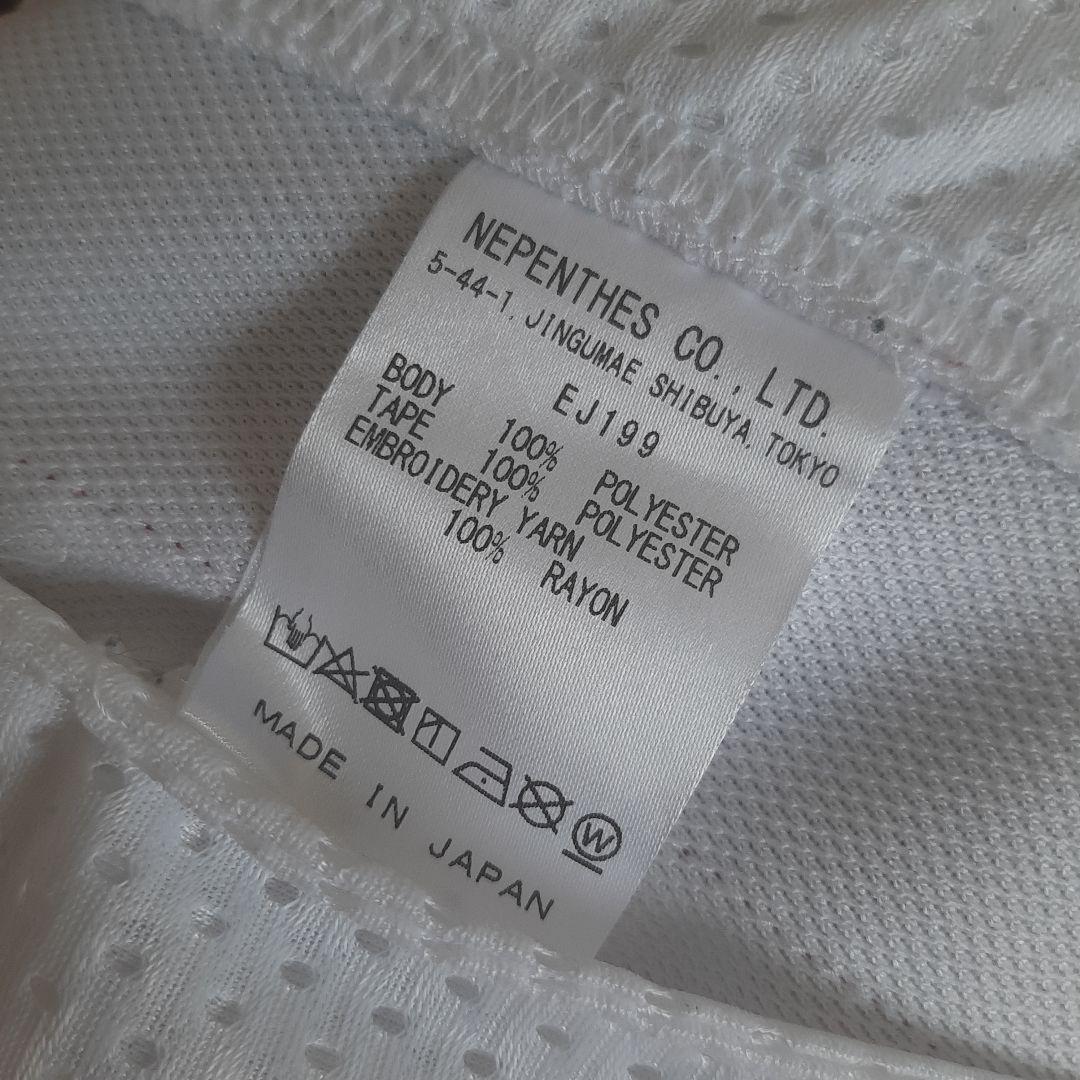 NEPENTHES CO., LTD.
5-44-1, JINGUMAE SHIBUYA, TOKYO
EJ199
BODY 100% POLYESTER
TAPE 100% POLYESTER
EMBROIDERY YARN
100% RAYON
W
MADE IN JAPAN